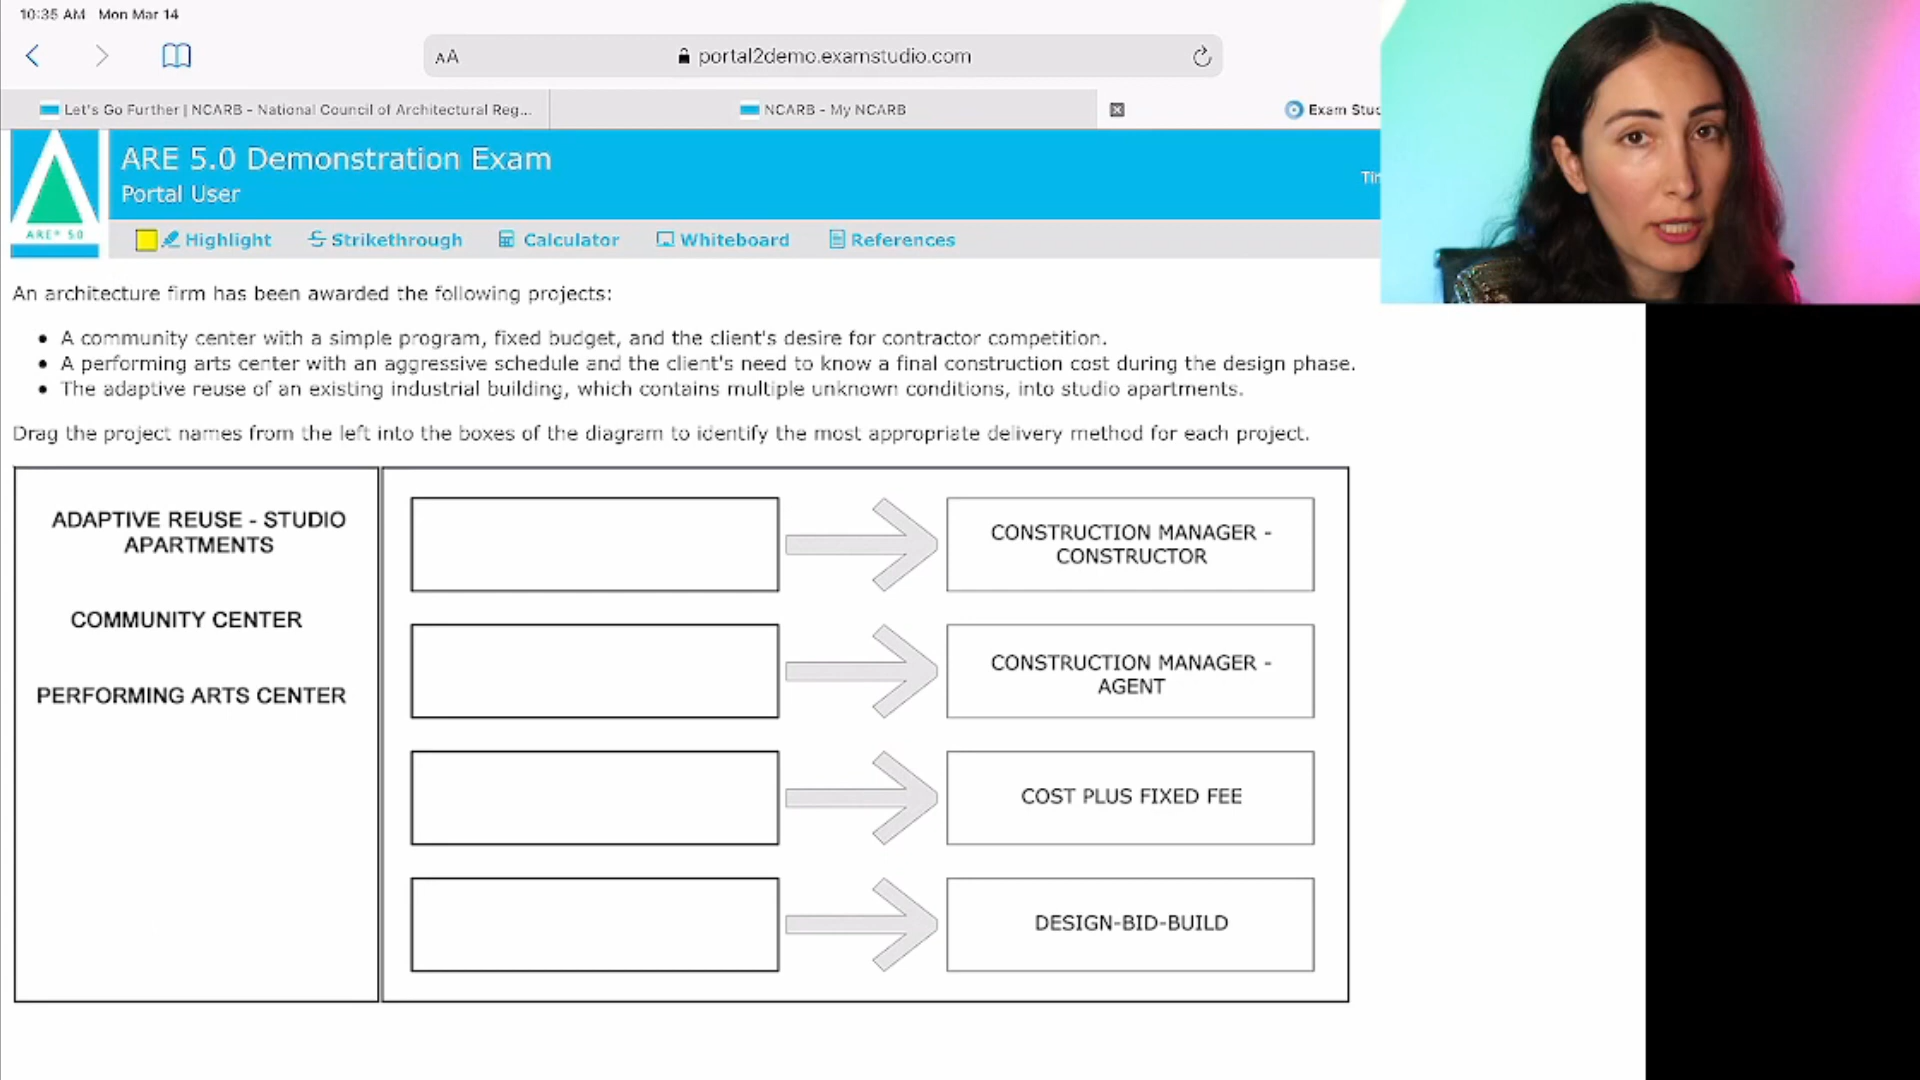 10:35 AM Mon Mar 14
AA portal2demo.examstudio.com
Let's Go Further | NCARB - National Council of Architectural Reg... NCARB - My NCARB Exam Stuc
ARE 5.0 Demonstration Exam
Portal User
Tir
ARE® 5.0
Highlight Strikethrough Calculator Whiteboard References
An architecture firm has been awarded the following projects:
• A community center with a simple program, fixed budget, and the client's desire for contractor competition.
• A performing arts center with an aggressive schedule and the client's need to know a final construction cost during the design phase.
• The adaptive reuse of an existing industrial building, which contains multiple unknown conditions, into studio apartments.
Drag the project names from the left into the boxes of the diagram to identify the most appropriate delivery method for each project.
ADAPTIVE REUSE - STUDIO
APARTMENTS
COMMUNITY CENTER
PERFORMING ARTS CENTER
CONSTRUCTION MANAGER -
CONSTRUCTOR
CONSTRUCTION MANAGER -
AGENT
COST PLUS FIXED FEE
DESIGN-BID-BUILD